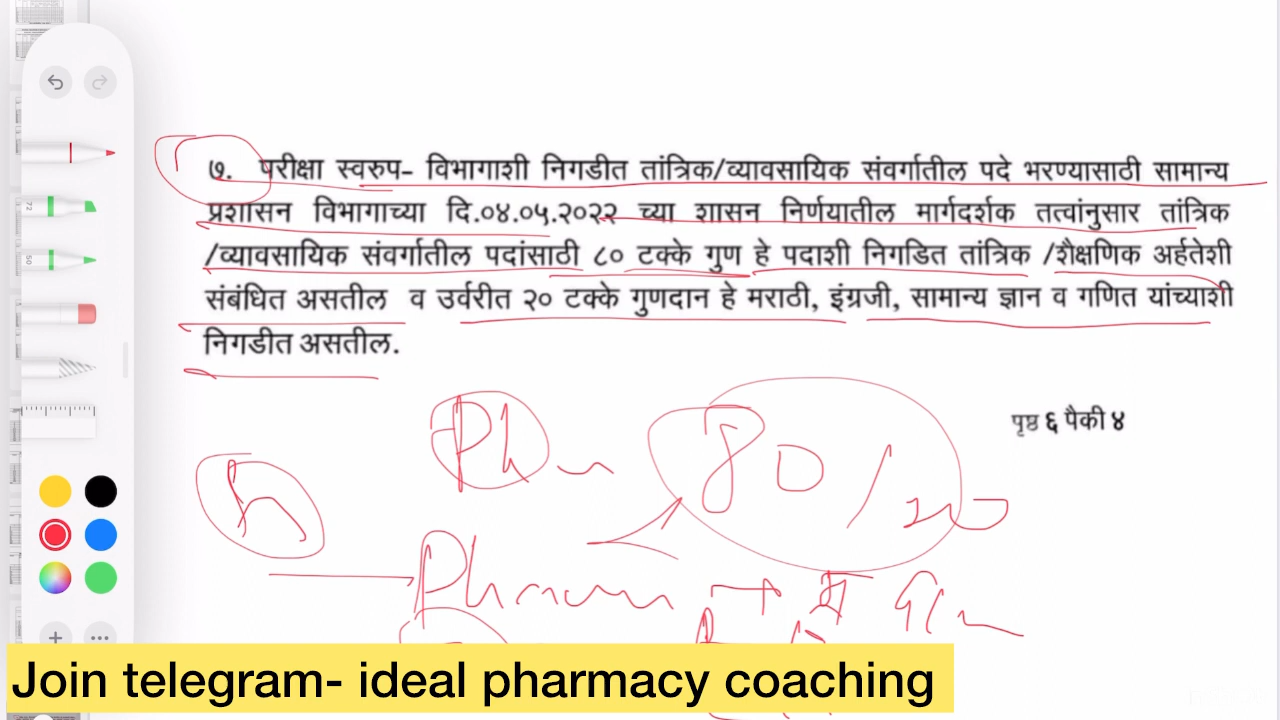 ७. परीक्षा स्वरुप– विभागाशी निगडीत तांत्रिक/व्यावसायिक संवर्गातील पदे भरण्यासाठी सामान्य
प्रशासन विभागाच्या दि.०४.०५.२०२२ च्या शासन निर्णयातील मार्गदर्शक तत्वांनुसार तांत्रिक
/व्यावसायिक संवर्गातील पदांसाठी ८० टक्के गुण हे पदाशी निगडित तांत्रिक /शैक्षणिक अर्हतेशी
संबंधित असतील व उर्वरीत २० टक्के गुणदान हे मराठी, इंग्रजी, सामान्य ज्ञान व गणित यांच्याशी
निगडीत असतील.
पृष्ठ ६ पैकी ४
Ph 80/20
Join telegram- ideal pharmacy coaching